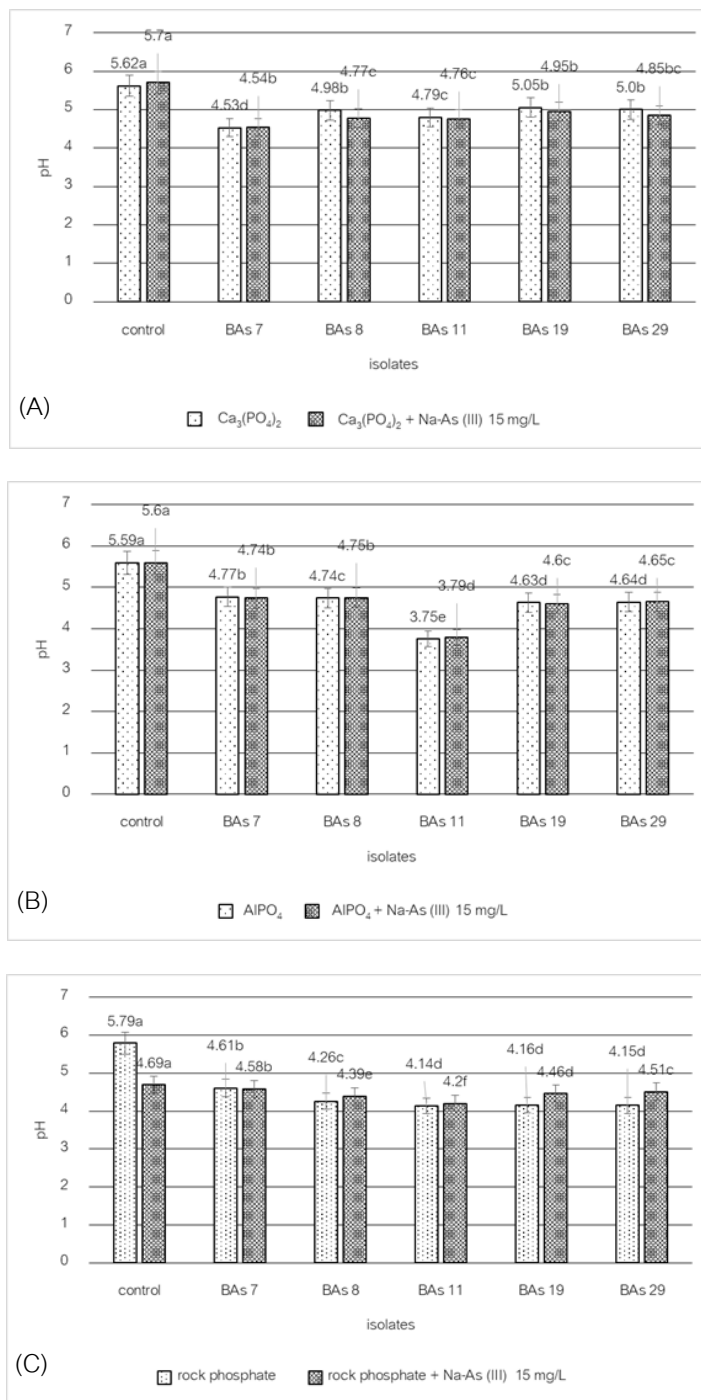 7
6
5
4
3
2
1
0
pH
5.62a
5.7a
4.53d
4.54b
4.98b
4.77c
4.79c
4.76c
5.05b
4.95b
5.0b
4.85bc
control BAs 7 BAs 8 BAs 11 BAs 19 BAs 29
isolates
(A)
Ca₃(PO₄)₂ Ca₃(PO₄)₂ + Na-As (III) 15 mg/L
7
6
5
4
3
2
1
0
pH
5.59a
5.6a
4.77b
4.74b
4.74c
4.75b
3.75e
3.79d
4.63d
4.6c
4.64d
4.65c
control BAs 7 BAs 8 BAs 11 BAs 19 BAs 29
isolates
(B)
AlPO₄ AlPO₄ + Na-As (III) 15 mg/L
7
6
5
4
3
2
1
0
pH
5.79a
4.69a
4.61b
4.58b
4.26c
4.39e
4.14d
4.2f
4.16d
4.46d
4.15d
4.51c
control BAs 7 BAs 8 BAs 11 BAs 19 BAs 29
isolates
(C)
rock phosphate rock phosphate + Na-As (III) 15 mg/L